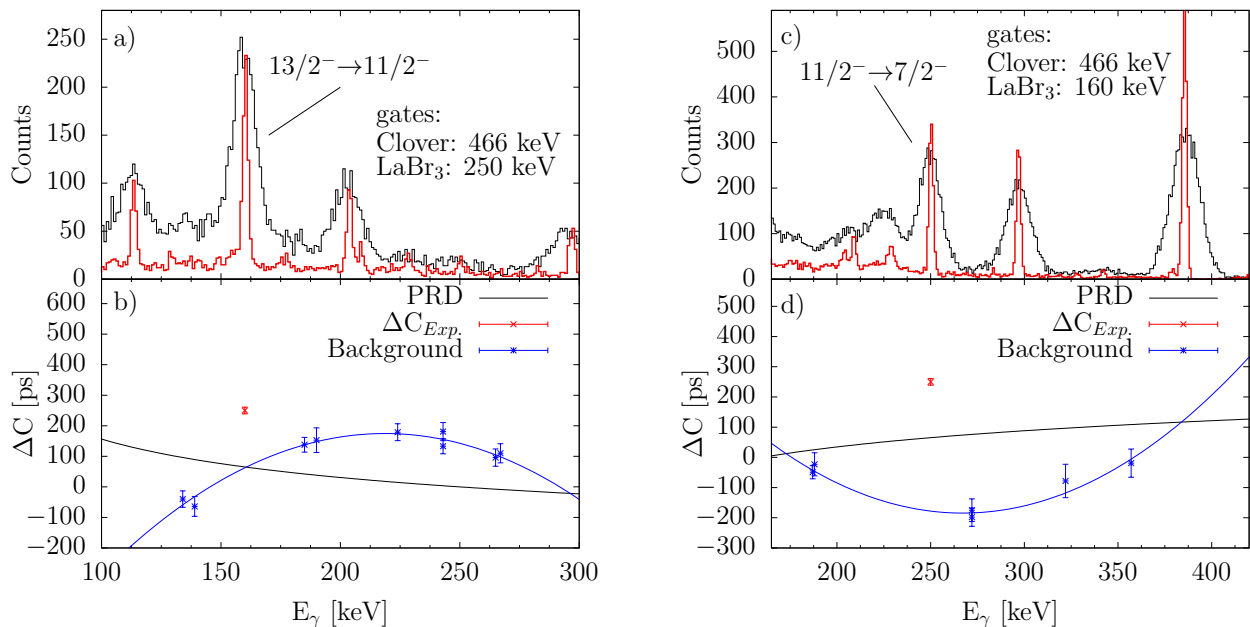 a)
13/2⁻→11/2⁻
gates:
Clover: 466 keV
LaBr₃: 250 keV
Counts
250
200
150
100
50
0
b)
PRD
ΔC_Exp.
Background
ΔC [ps]
600
500
400
300
200
100
0
−100
−200
100
150
200
250
300
E_γ [keV]
c)
11/2⁻→7/2⁻
gates:
Clover: 466 keV
LaBr₃: 160 keV
Counts
500
400
300
200
100
0
d)
PRD
ΔC_Exp.
Background
ΔC [ps]
500
400
300
200
100
0
−100
−200
−300
200
250
300
350
400
E_γ [keV]